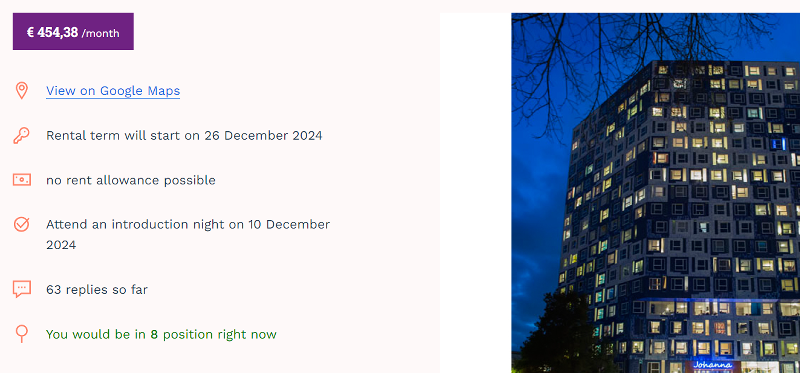 € 454,38 /month
View on Google Maps
Rental term will start on 26 December 2024
no rent allowance possible
Attend an introduction night on 10 December
2024
63 replies so far
You would be in 8 position right now
Johanna